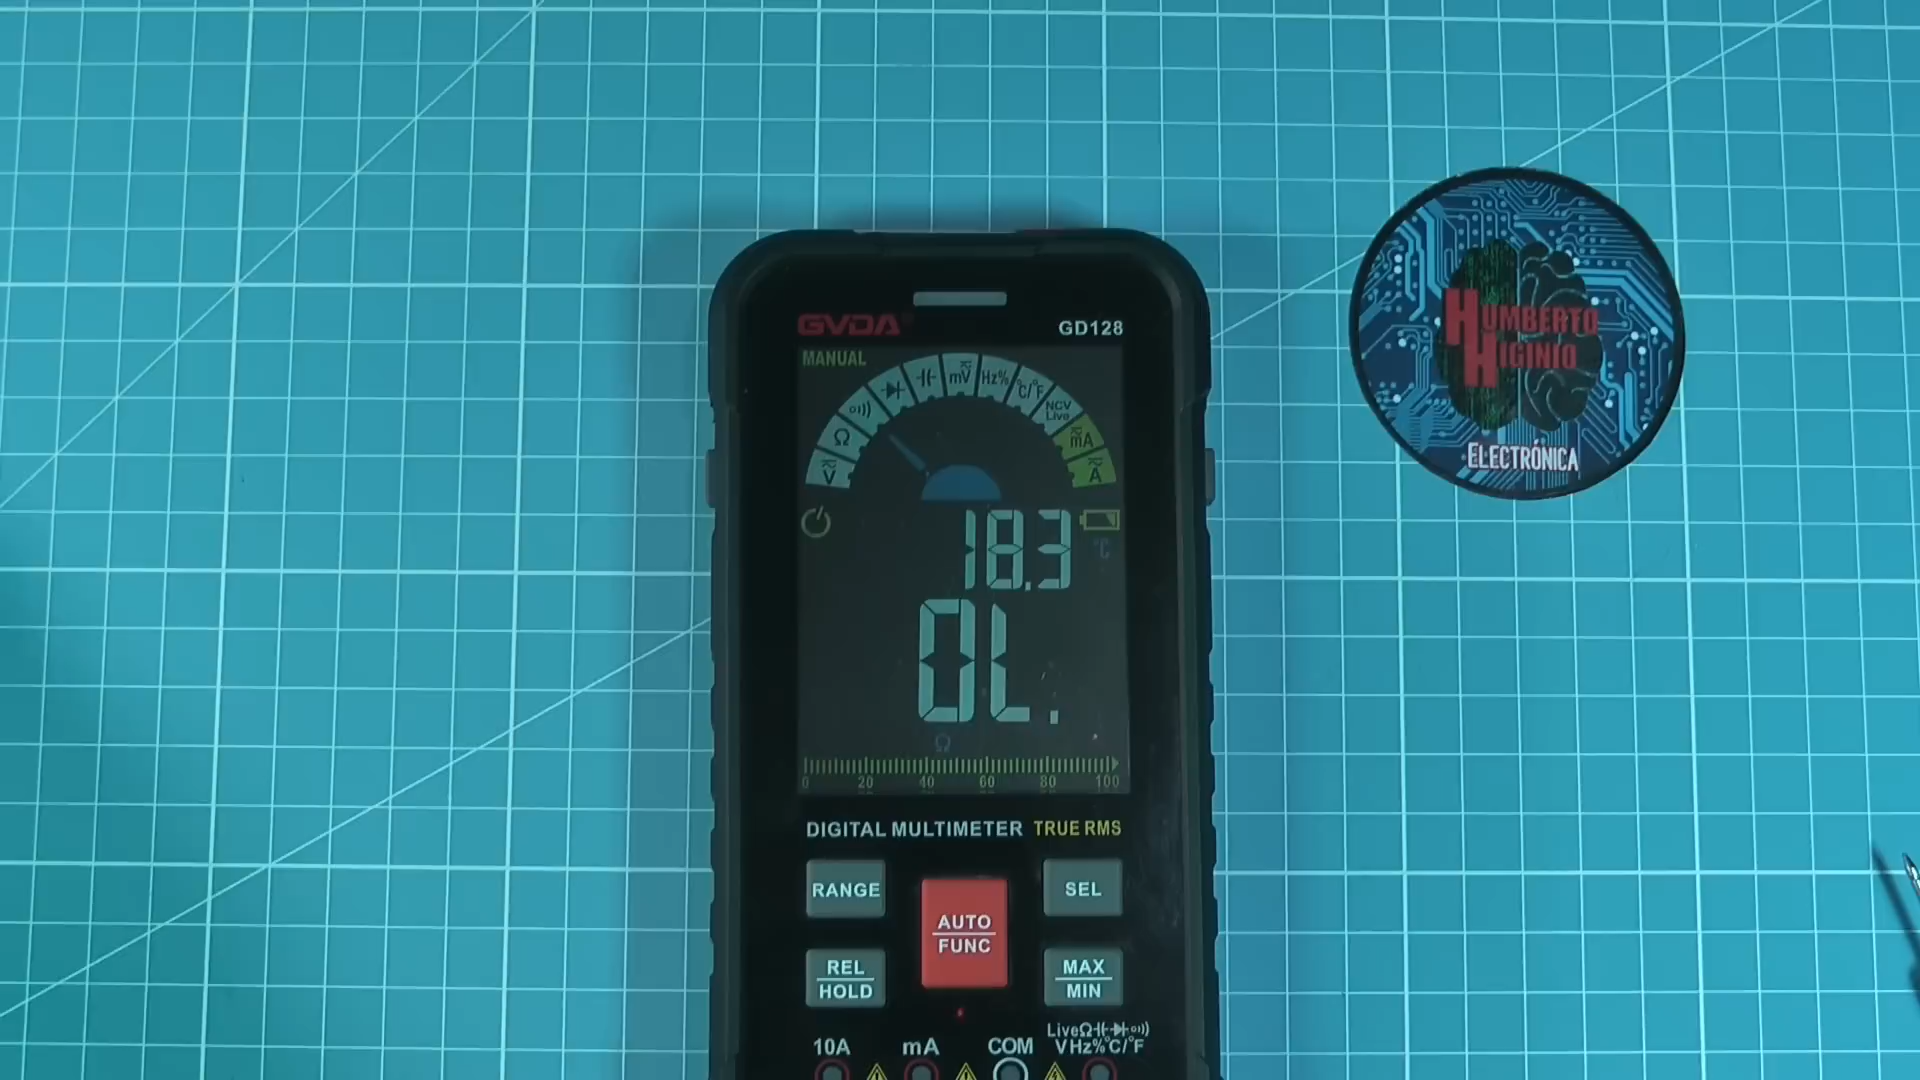 GVDA
GD128
MANUAL
V Ω mV Hz% °C/°F NCV Live mA A
18.3 °C
OL.
Ω
0 20 40 60 80 100
DIGITAL MULTIMETER TRUE RMS
RANGE
SEL
AUTO
FUNC
REL
HOLD
MAX
MIN
10A mA COM
LiveΩ
VHz%°C/°F
HUMBERTO
HIGINIO
ELECTRÓNICA